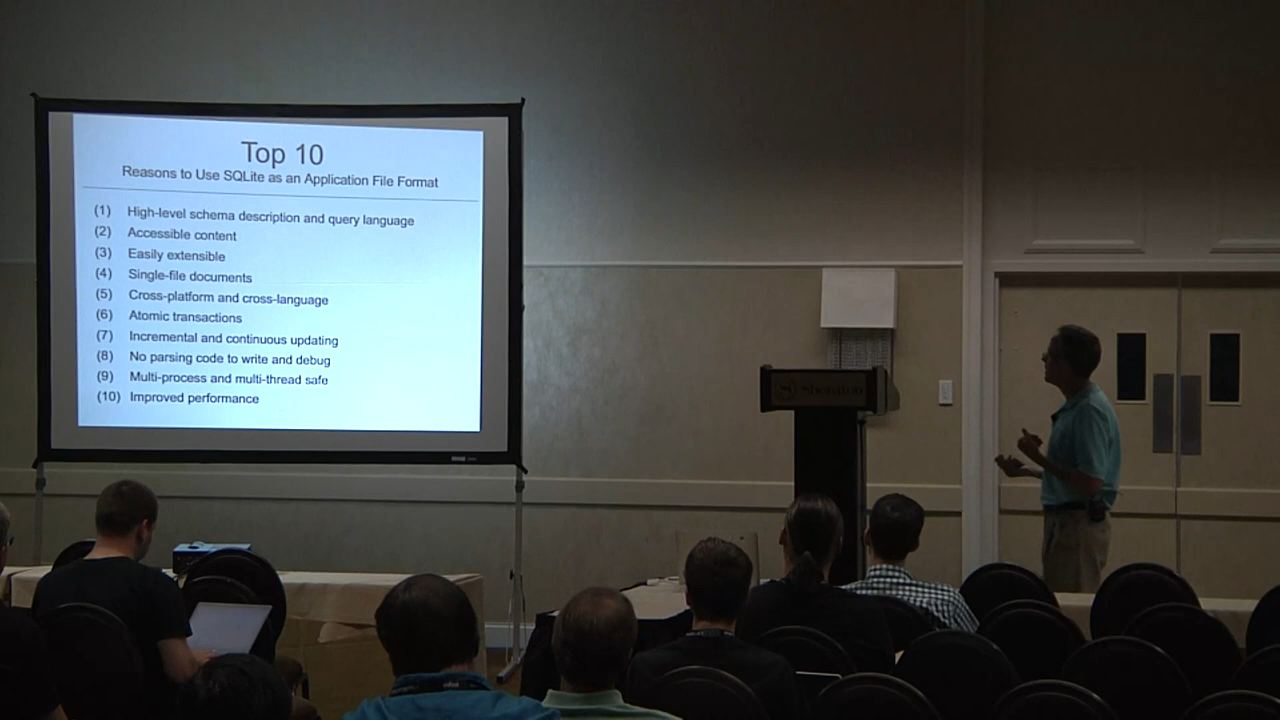 Top 10
Reasons to Use SQLite as an Application File Format
(1) High-level schema description and query language
(2) Accessible content
(3) Easily extensible
(4) Single-file documents
(5) Cross-platform and cross-language
(6) Atomic transactions
(7) Incremental and continuous updating
(8) No parsing code to write and debug
(9) Multi-process and multi-thread safe
(10) Improved performance
Sheraton